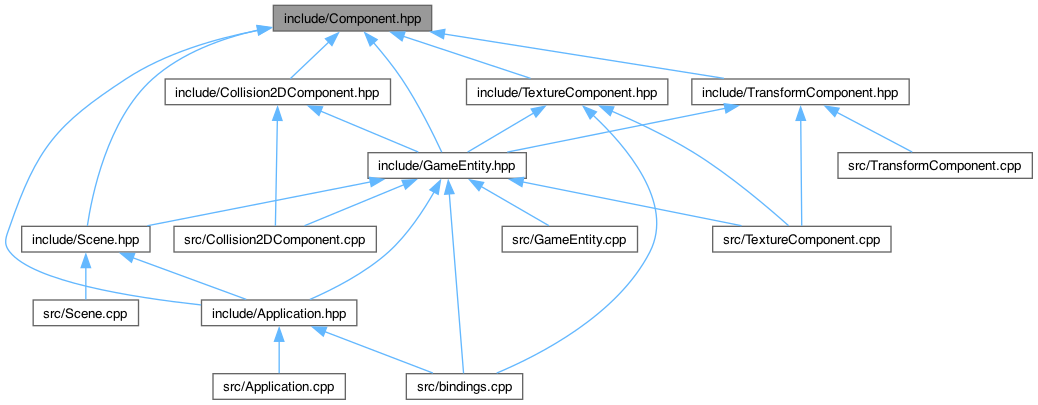 include/Component.hpp
include/Collision2DComponent.hpp
include/TextureComponent.hpp
include/TransformComponent.hpp
include/GameEntity.hpp
src/TransformComponent.cpp
include/Scene.hpp
src/Collision2DComponent.cpp
src/GameEntity.cpp
src/TextureComponent.cpp
src/Scene.cpp
include/Application.hpp
src/Application.cpp
src/bindings.cpp